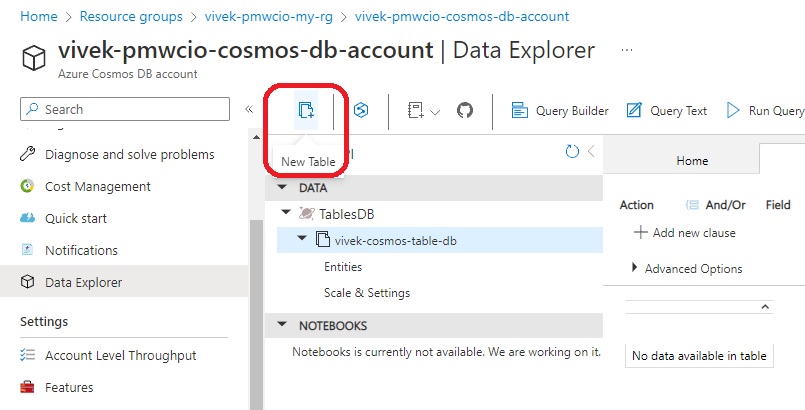 Home > Resource groups > vivek-pmwcio-my-rg > vivek-pmwcio-cosmos-db-account
vivek-pmwcio-cosmos-db-account | Data Explorer ...
Azure Cosmos DB account
Search
«
Query Builder
Query Text
Run Query
New Table
Diagnose and solve problems
Cost Management
Quick start
Notifications
Data Explorer
Settings
Account Level Throughput
Features
DATA
TablesDB
vivek-cosmos-table-db
Entities
Scale & Settings
NOTEBOOKS
Notebooks is currently not available. We are working on it.
Home
Action And/Or Field
Add new clause
Advanced Options
No data available in table